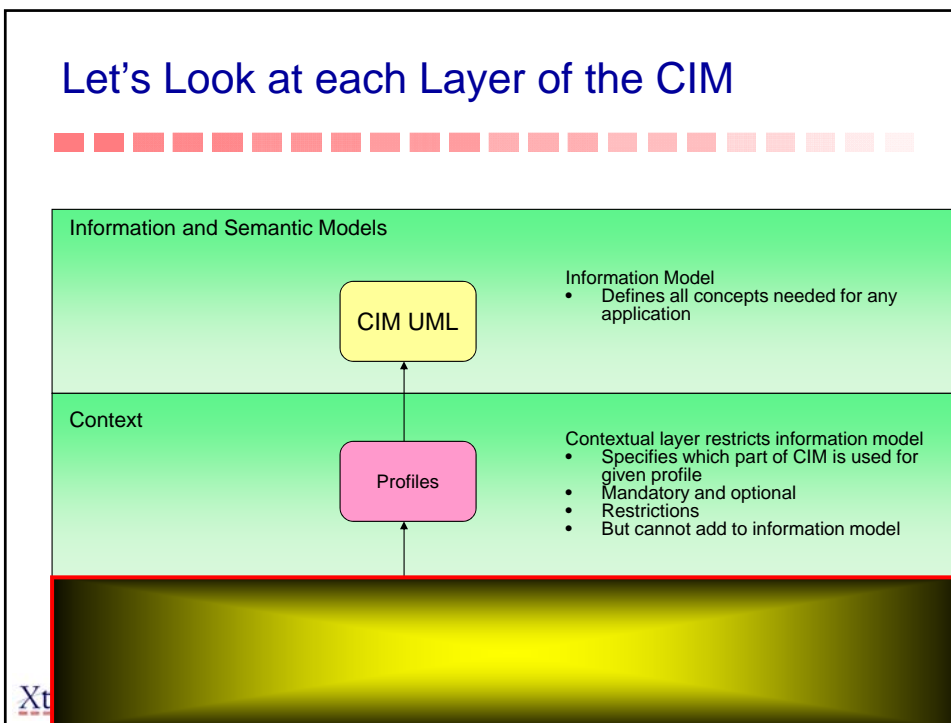 Let's Look at each Layer of the CIM
Information and Semantic Models
CIM UML
Information Model
• Defines all concepts needed for any
application
Context
Profiles
Contextual layer restricts information model
• Specifies which part of CIM is used for
given profile
• Mandatory and optional
• Restrictions
• But cannot add to information model
Xt